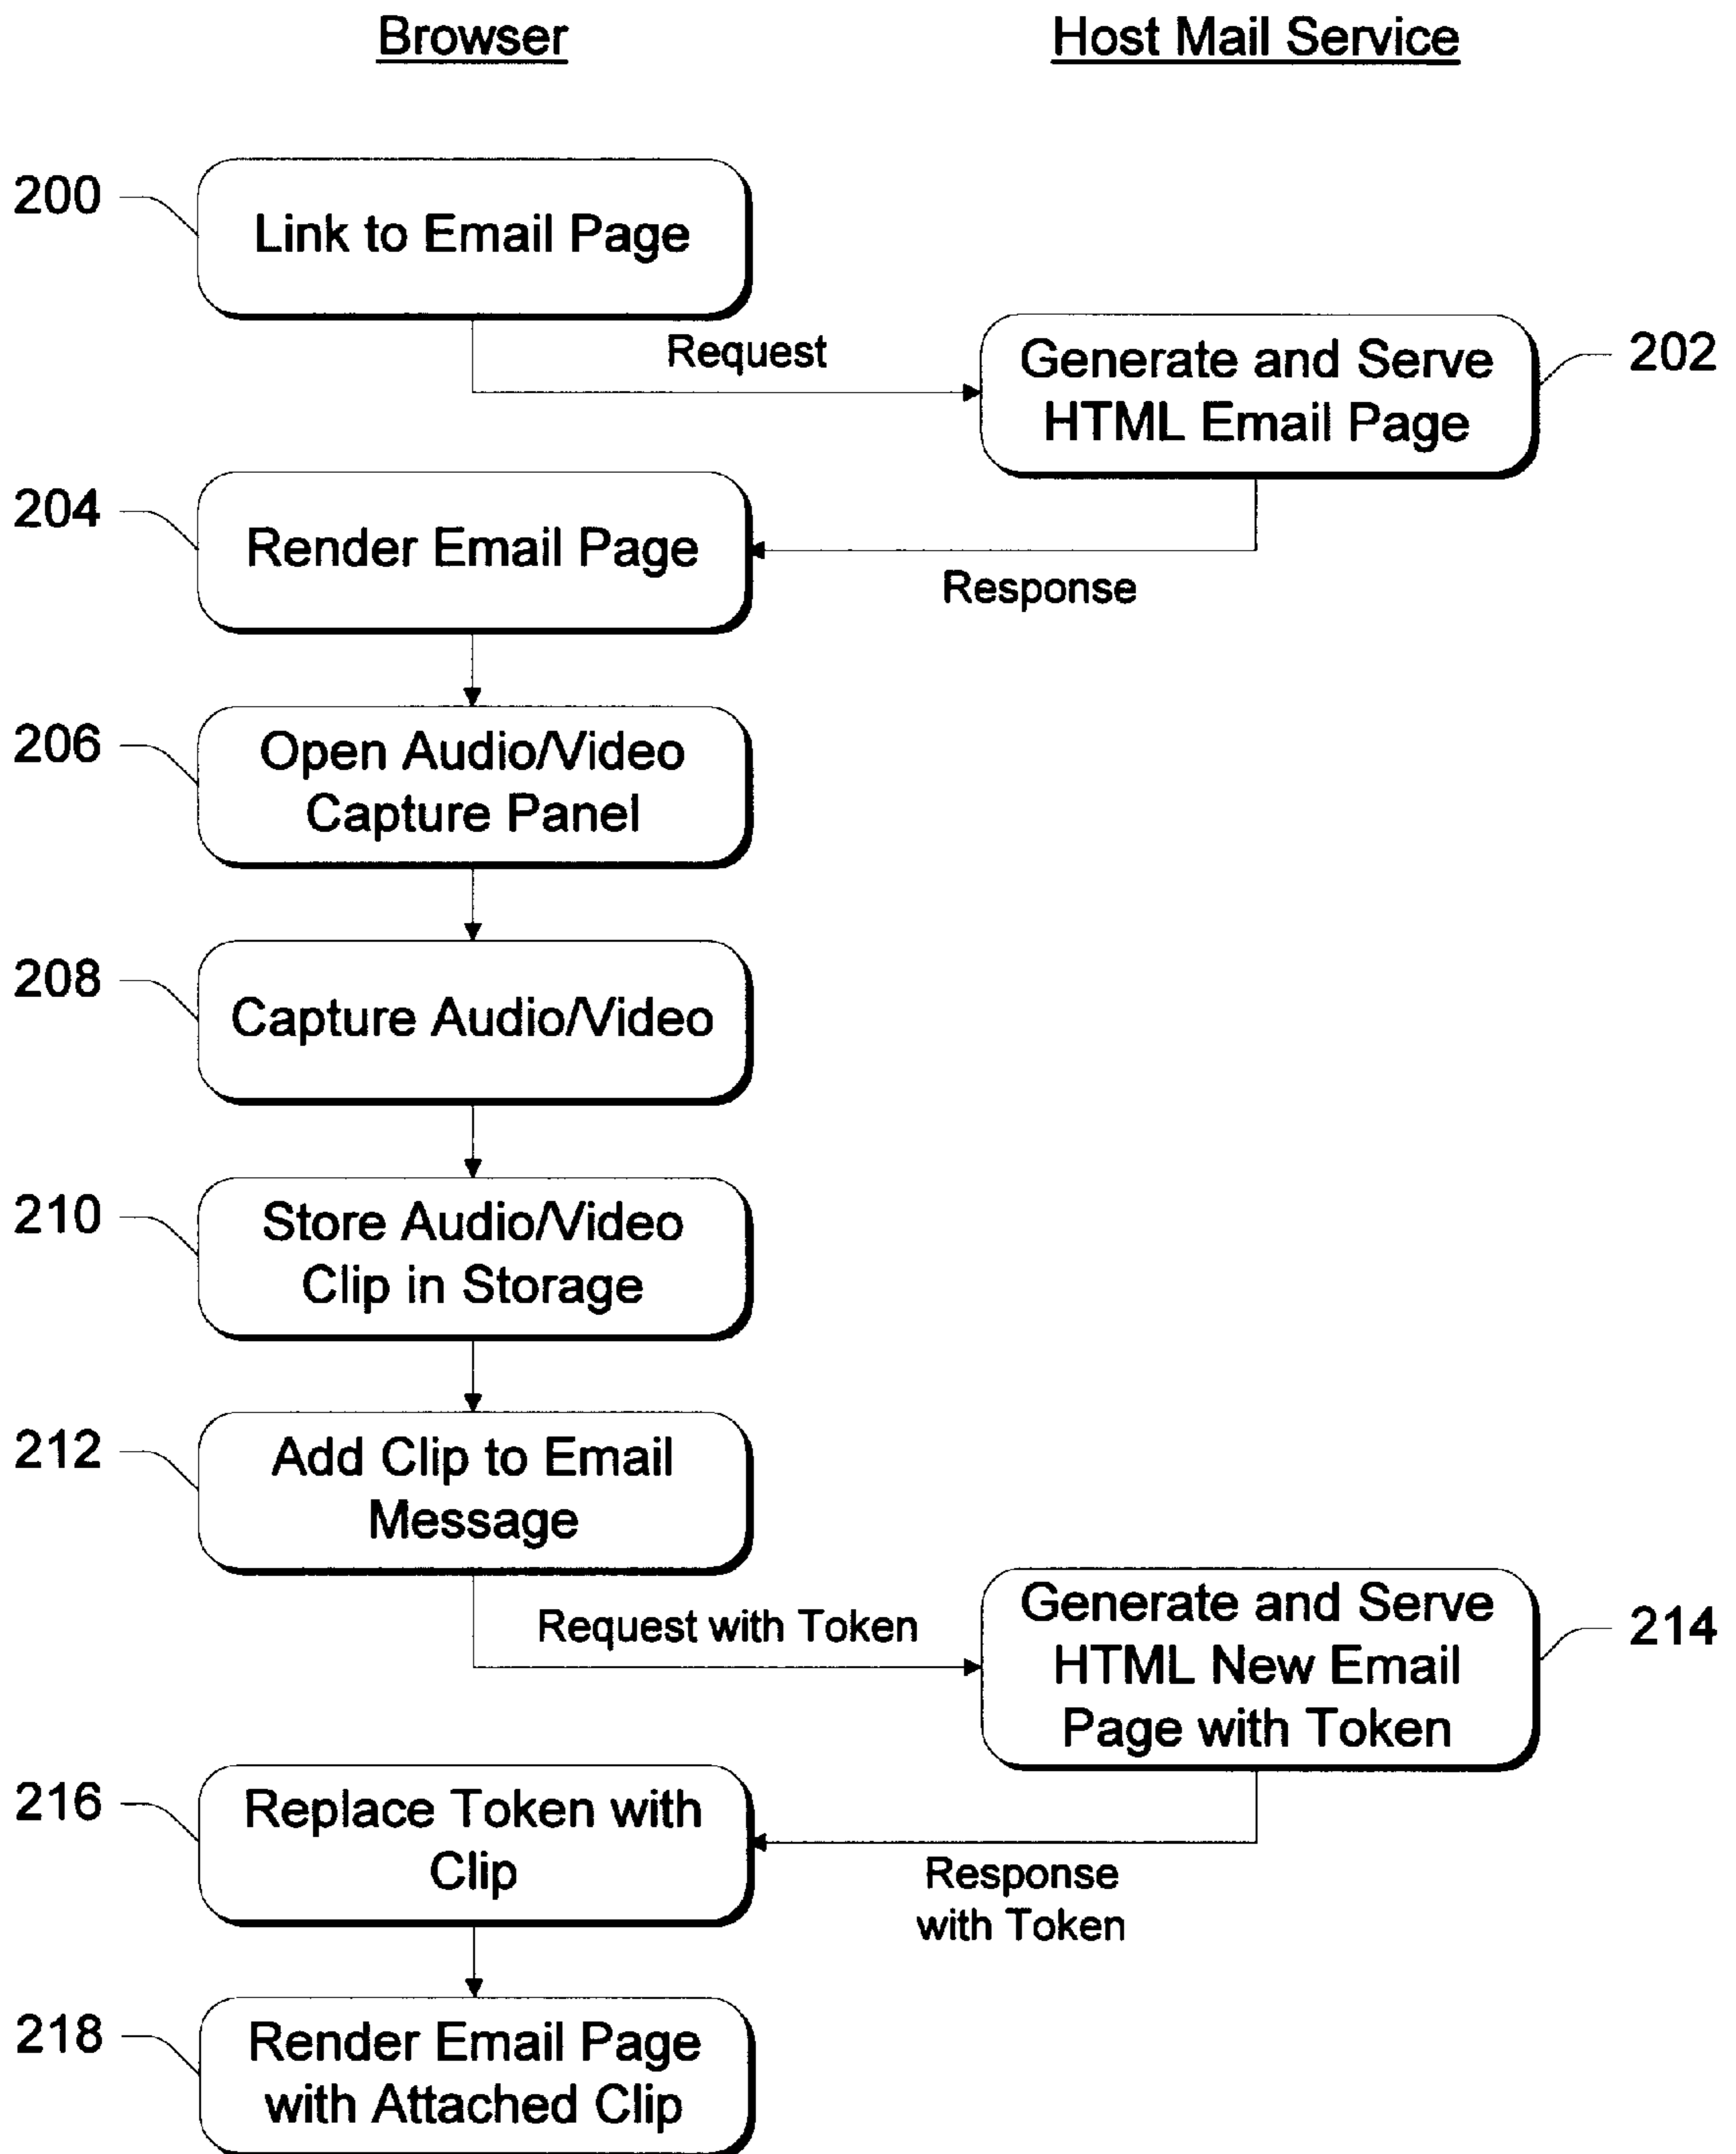 Browser
Host Mail Service
200
Link to Email Page
Request
Generate and Serve
HTML Email Page
202
204
Render Email Page
Response
206
Open Audio/Video
Capture Panel
208
Capture Audio/Video
210
Store Audio/Video
Clip in Storage
212
Add Clip to Email
Message
Request with Token
Generate and Serve
HTML New Email
Page with Token
214
216
Replace Token with
Clip
Response
with Token
218
Render Email Page
with Attached Clip